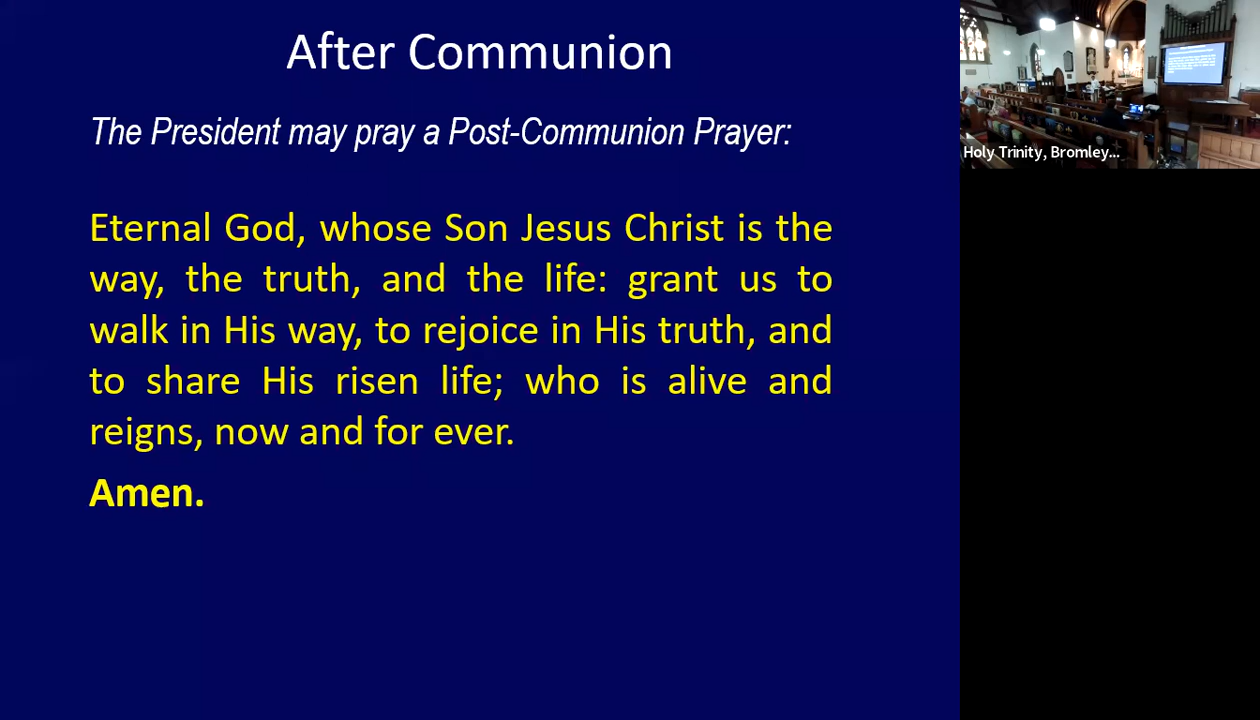 After Communion
The President may pray a Post-Communion Prayer:
Eternal God, whose Son Jesus Christ is the
way, the truth, and the life: grant us to
walk in His way, to rejoice in His truth, and
to share His risen life; who is alive and
reigns, now and for ever.
Amen.
Holy Trinity, Bromley...